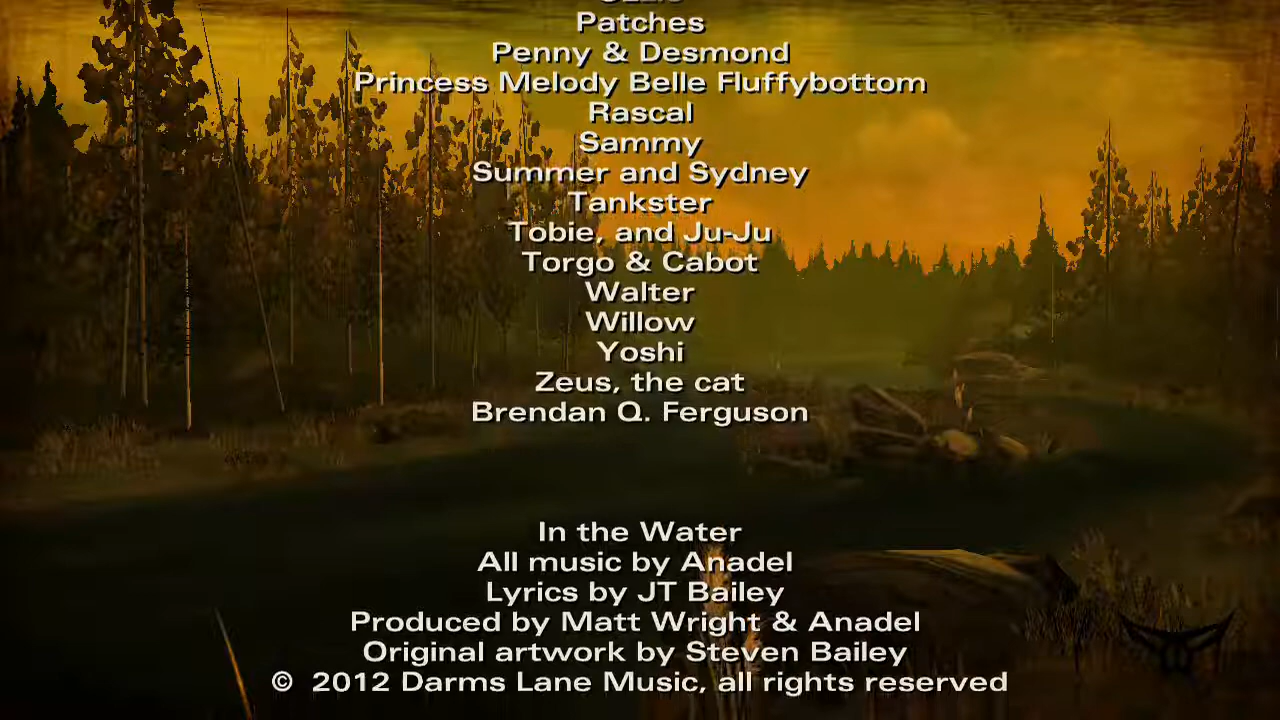 Patches
Penny & Desmond
Princess Melody Belle Fluffybottom
Rascal
Sammy
Summer and Sydney
Tankster
Tobie, and Ju-Ju
Torgo & Cabot
Walter
Willow
Yoshi
Zeus, the cat
Brendan Q. Ferguson
In the Water
All music by Anadel
Lyrics by JT Bailey
Produced by Matt Wright & Anadel
Original artwork by Steven Bailey
© 2012 Darms Lane Music, all rights reserved